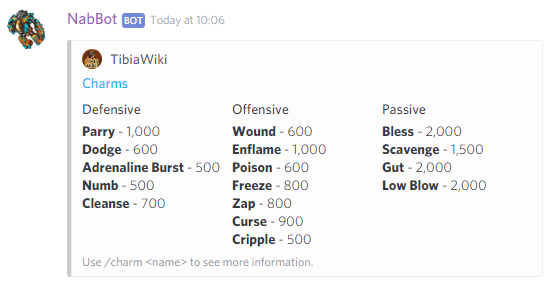 NabBot BOT Today at 10:06
TibiaWiki
Charms
Defensive
Parry - 1,000
Dodge - 600
Adrenaline Burst - 500
Numb - 500
Cleanse - 700
Offensive
Wound - 600
Enflame - 1,000
Poison - 600
Freeze - 800
Zap - 800
Curse - 900
Cripple - 500
Passive
Bless - 2,000
Scavenge - 1,500
Gut - 2,000
Low Blow - 2,000
Use /charm <name> to see more information.